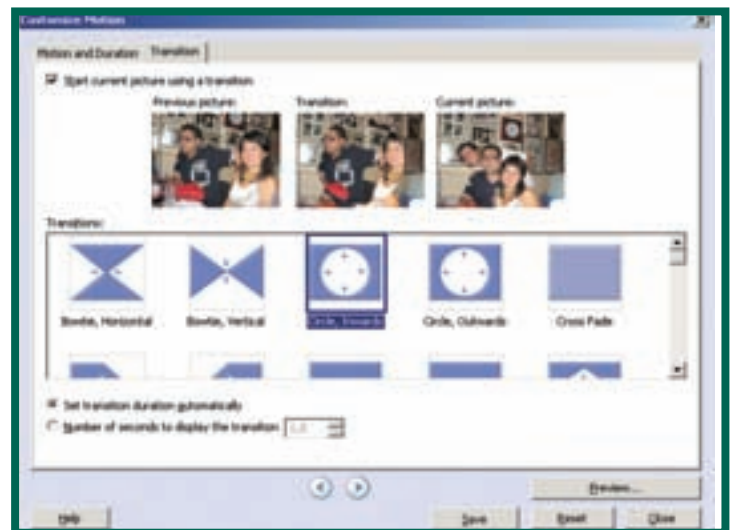 Customize Motion
Motion and Duration Transition
Start current picture using a transition
Previous picture: Transition: Current picture:
Transitions:
Bowtie, Horizontal Bowtie, Vertical Circle, Inwards Circle, Outwards Cross Fade
Set transition duration automatically
Number of seconds to display the transition
Preview...
Help Save Reset Close